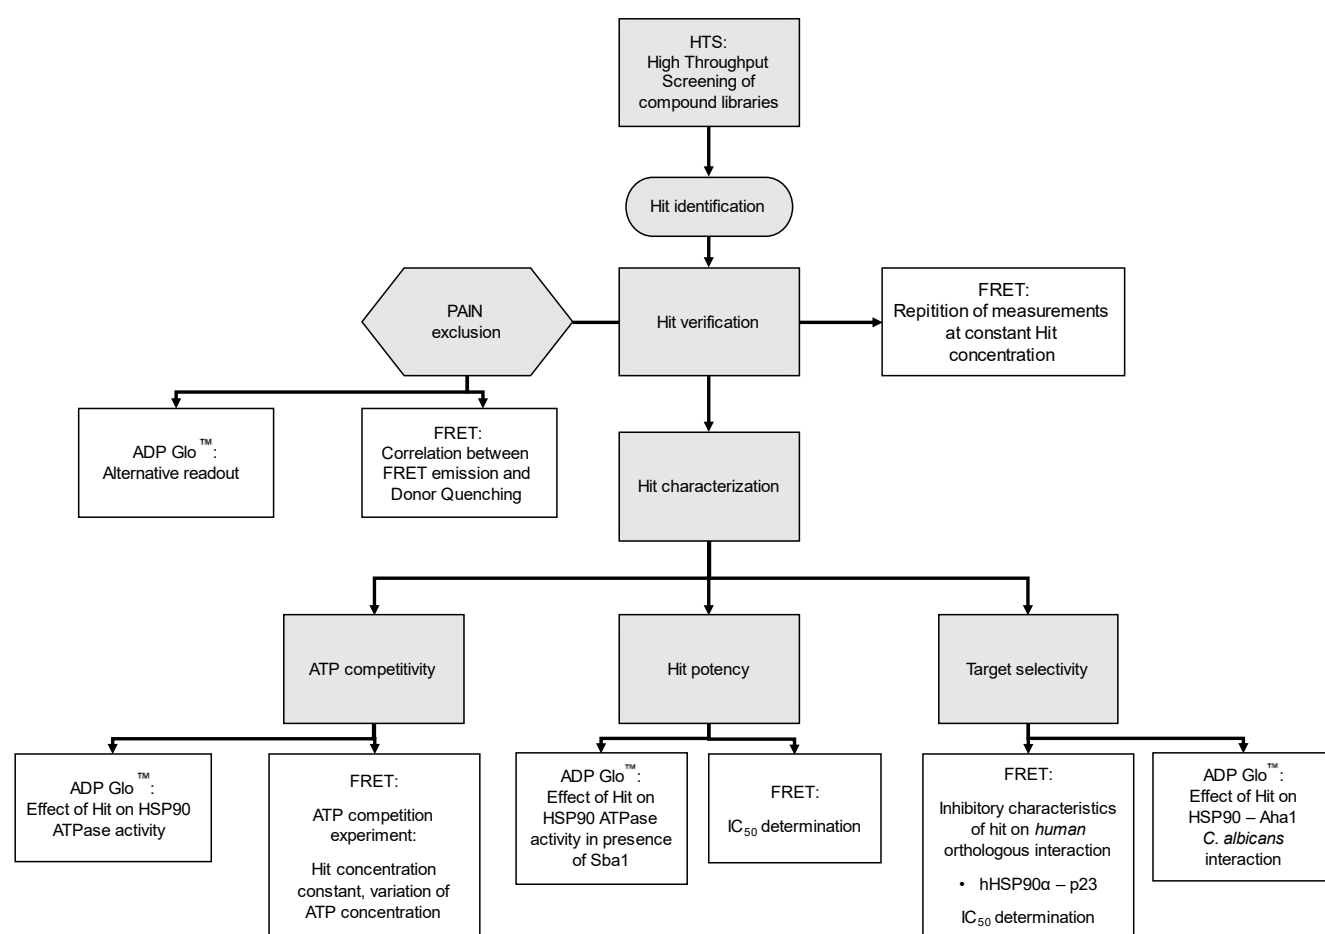 HTS:
High Throughput
Screening of
compound libraries
Hit identification
PAIN
exclusion
Hit verification
FRET:
Repitition of measurements
at constant Hit
concentration
ADP Glo™:
Alternative readout
FRET:
Correlation between
FRET emission and
Donor Quenching
Hit characterization
ATP competitivity
Hit potency
Target selectivity
ADP Glo™:
Effect of Hit on HSP90
ATPase activity
FRET:
ATP competition
experiment:
Hit concentration
constant, variation of
ATP concentration
ADP Glo™:
Effect of Hit on
HSP90 ATPase
activity in presence
of Sba1
FRET:
IC50 determination
FRET:
Inhibitory characteristics
of hit on human
orthologous interaction
• hHSP90α – p23
IC50 determination
ADP Glo™:
Effect of Hit on
HSP90 – Aha1
C. albicans
interaction